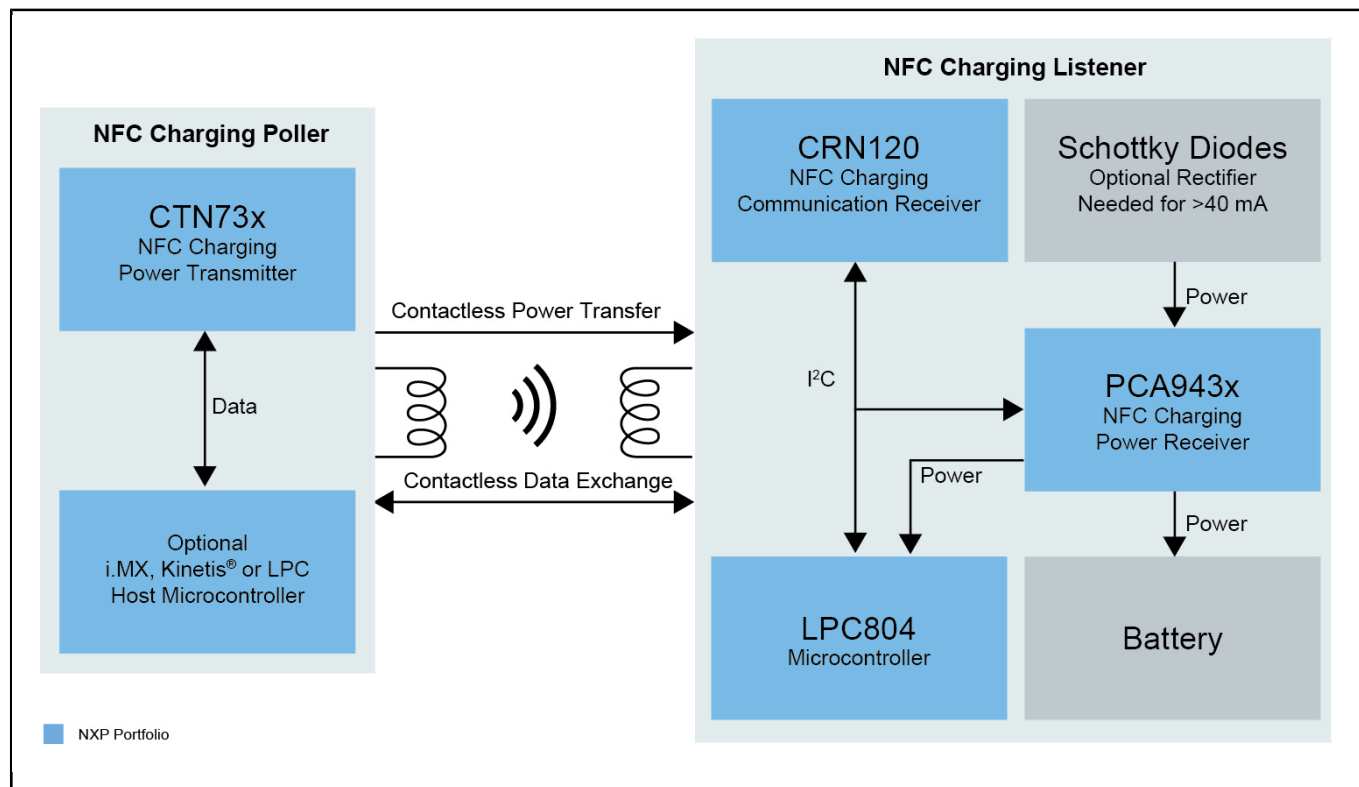 NFC Charging Poller
CTN73x
NFC Charging
Power Transmitter
Data
Optional
i.MX, Kinetis® or LPC
Host Microcontroller
NXP Portfolio
Contactless Power Transfer
Contactless Data Exchange
NFC Charging Listener
CRN120
NFC Charging
Communication Receiver
Schottky Diodes
Optional Rectifier
Needed for >40 mA
Power
I²C
PCA943x
NFC Charging
Power Receiver
Power
Power
LPC804
Microcontroller
Battery